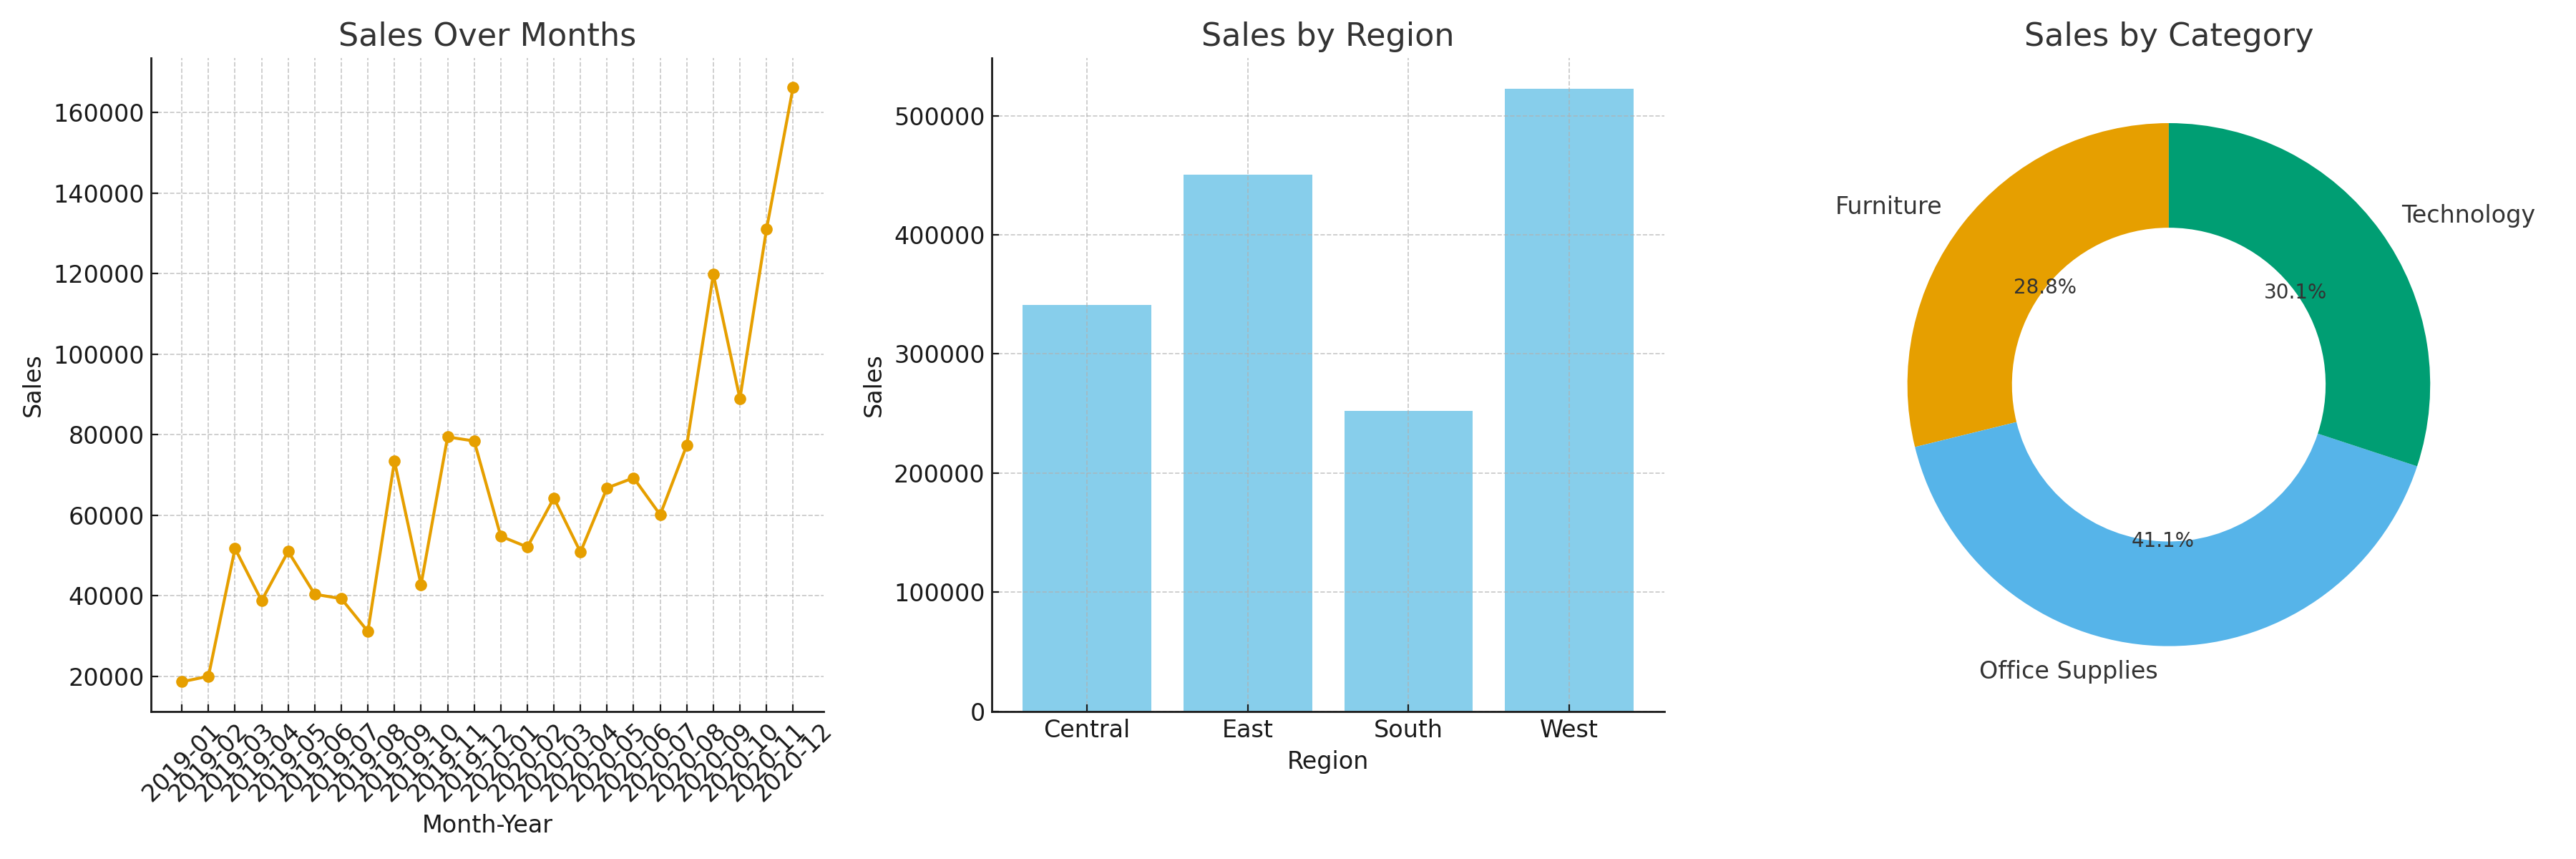 Sales Over Months
Sales
160000
140000
120000
100000
80000
60000
40000
20000
2019-01
2019-02
2019-03
2019-04
2019-05
2019-06
2019-07
2019-08
2019-09
2019-10
2019-11
2019-12
2020-01
2020-02
2020-03
2020-04
2020-05
2020-06
2020-07
2020-08
2020-09
2020-10
2020-11
2020-12
Month-Year
Sales by Region
Sales
500000
400000
300000
200000
100000
0
Central
East
South
West
Region
Sales by Category
Furniture
Technology
28.8%
30.1%
41.1%
Office Supplies